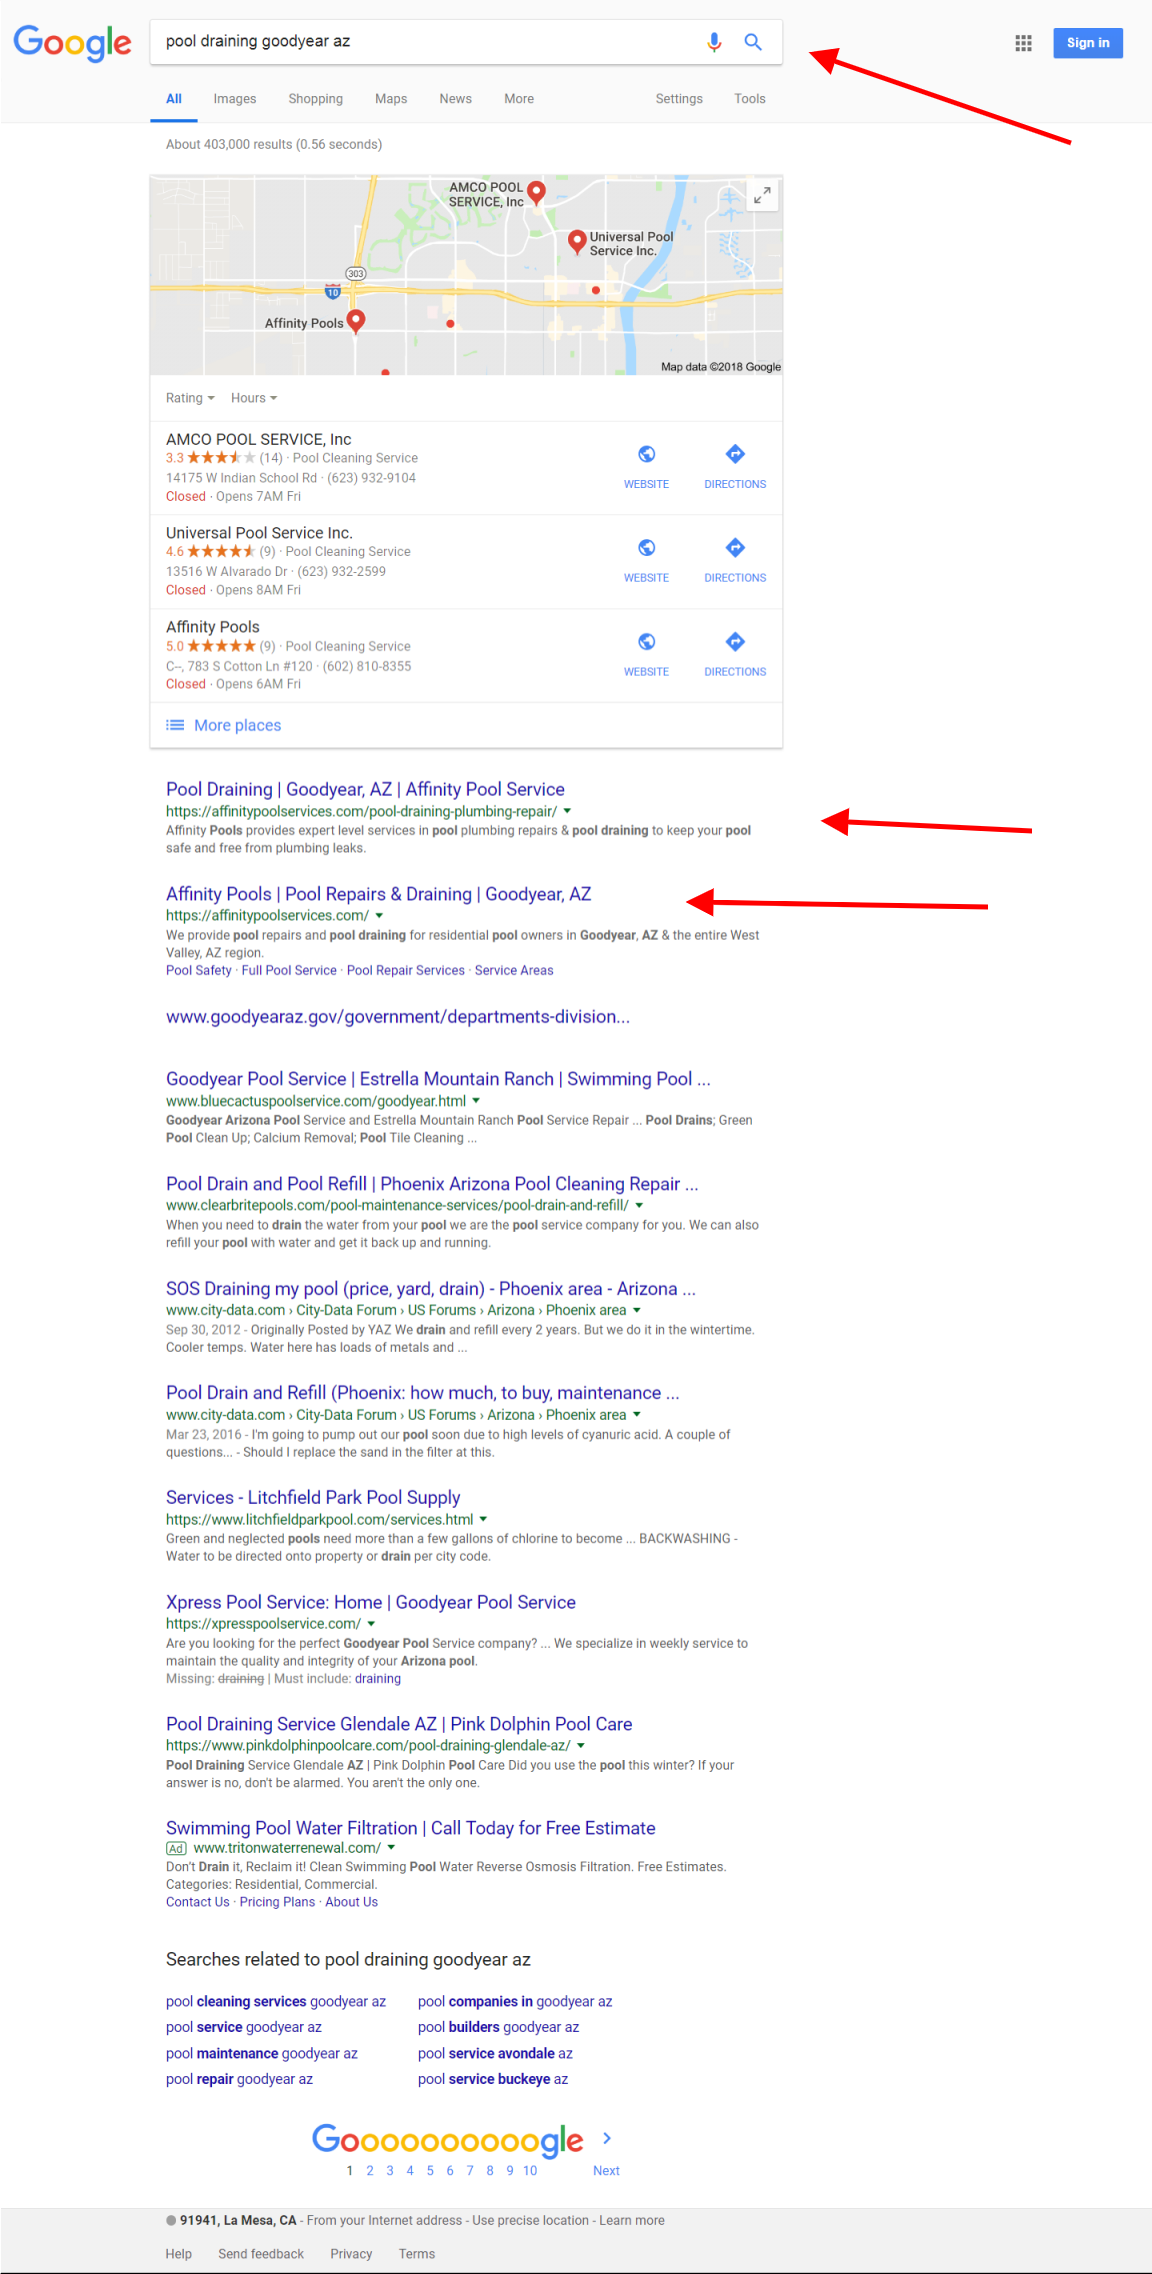 Google
pool draining goodyear az
Sign in
All Images Shopping Maps News More Settings Tools
About 403,000 results (0.56 seconds)
AMCO POOL
SERVICE, Inc
Universal Pool
Service Inc.
303
10
Affinity Pools
Map data ©2018 Google
Rating Hours
AMCO POOL SERVICE, Inc
3.3 (14) · Pool Cleaning Service
14175 W Indian School Rd · (623) 932-9104
Closed · Opens 7AM Fri
WEBSITE DIRECTIONS
Universal Pool Service Inc.
4.6 (9) · Pool Cleaning Service
13516 W Alvarado Dr · (623) 932-2599
Closed · Opens 8AM Fri
WEBSITE DIRECTIONS
Affinity Pools
5.0 (9) · Pool Cleaning Service
C--, 783 S Cotton Ln #120 · (602) 810-8355
Closed · Opens 6AM Fri
WEBSITE DIRECTIONS
More places
Pool Draining | Goodyear, AZ | Affinity Pool Service
https://affinitypoolservices.com/pool-draining-plumbing-repair/
Affinity Pools provides expert level services in pool plumbing repairs & pool draining to keep your pool
safe and free from plumbing leaks.
Affinity Pools | Pool Repairs & Draining | Goodyear, AZ
https://affinitypoolservices.com/
We provide pool repairs and pool draining for residential pool owners in Goodyear, AZ & the entire West
Valley, AZ region.
Pool Safety · Full Pool Service · Pool Repair Services · Service Areas
www.goodyearaz.gov/government/departments-division...
Goodyear Pool Service | Estrella Mountain Ranch | Swimming Pool ...
www.bluecactuspoolservice.com/goodyear.html
Goodyear Arizona Pool Service and Estrella Mountain Ranch Pool Service Repair ... Pool Drains; Green
Pool Clean Up; Calcium Removal; Pool Tile Cleaning ...
Pool Drain and Pool Refill | Phoenix Arizona Pool Cleaning Repair ...
www.clearbritepools.com/pool-maintenance-services/pool-drain-and-refill/
When you need to drain the water from your pool we are the pool service company for you. We can also
refill your pool with water and get it back up and running.
SOS Draining my pool (price, yard, drain) - Phoenix area - Arizona ...
www.city-data.com › City-Data Forum › US Forums › Arizona › Phoenix area
Sep 30, 2012 - Originally Posted by YAZ We drain and refill every 2 years. But we do it in the wintertime.
Cooler temps. Water here has loads of metals and ...
Pool Drain and Refill (Phoenix: how much, to buy, maintenance ...
www.city-data.com › City-Data Forum › US Forums › Arizona › Phoenix area
Mar 23, 2016 - I'm going to pump out our pool soon due to high levels of cyanuric acid. A couple of
questions... - Should I replace the sand in the filter at this.
Services - Litchfield Park Pool Supply
https://www.litchfieldparkpool.com/services.html
Green and neglected pools need more than a few gallons of chlorine to become ... BACKWASHING -
Water to be directed onto property or drain per city code.
Xpress Pool Service: Home | Goodyear Pool Service
https://xpresspoolservice.com/
Are you looking for the perfect Goodyear Pool Service company? ... We specialize in weekly service to
maintain the quality and integrity of your Arizona pool.
Missing: draining | Must include: draining
Pool Draining Service Glendale AZ | Pink Dolphin Pool Care
https://www.pinkdolphinpoolcare.com/pool-draining-glendale-az/
Pool Draining Service Glendale AZ | Pink Dolphin Pool Care Did you use the pool this winter? If your
answer is no, don't be alarmed. You aren't the only one.
Swimming Pool Water Filtration | Call Today for Free Estimate
Ad www.tritonwaterrenewal.com/
Don't Drain it, Reclaim it! Clean Swimming Pool Water Reverse Osmosis Filtration. Free Estimates.
Categories: Residential, Commercial.
Contact Us · Pricing Plans · About Us
Searches related to pool draining goodyear az
pool cleaning services goodyear az pool companies in goodyear az
pool service goodyear az pool builders goodyear az
pool maintenance goodyear az pool service avondale az
pool repair goodyear az pool service buckeye az
Goooooooooogle
1 2 3 4 5 6 7 8 9 10 Next
91941, La Mesa, CA - From your Internet address - Use precise location - Learn more
Help Send feedback Privacy Terms